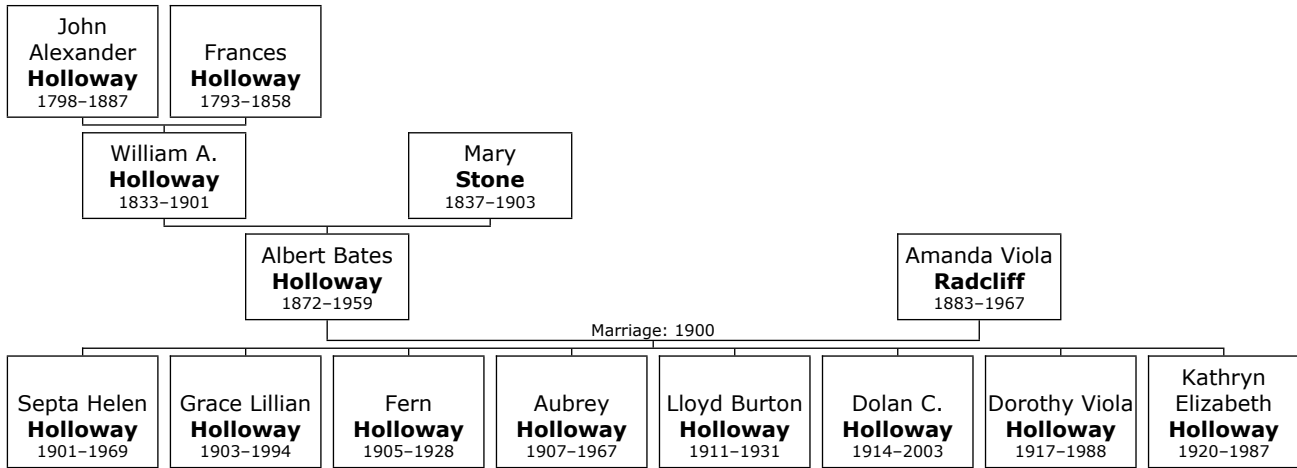 John
Alexander
Holloway
1798–1887
Frances
Holloway
1793–1858
William A.
Holloway
1833–1901
Mary
Stone
1837–1903
Albert Bates
Holloway
1872–1959
Amanda Viola
Radcliff
1883–1967
Marriage: 1900
Septa Helen
Holloway
1901–1969
Grace Lillian
Holloway
1903–1994
Fern
Holloway
1905–1928
Aubrey
Holloway
1907–1967
Lloyd Burton
Holloway
1911–1931
Dolan C.
Holloway
1914–2003
Dorothy Viola
Holloway
1917–1988
Kathryn
Elizabeth
Holloway
1920–1987